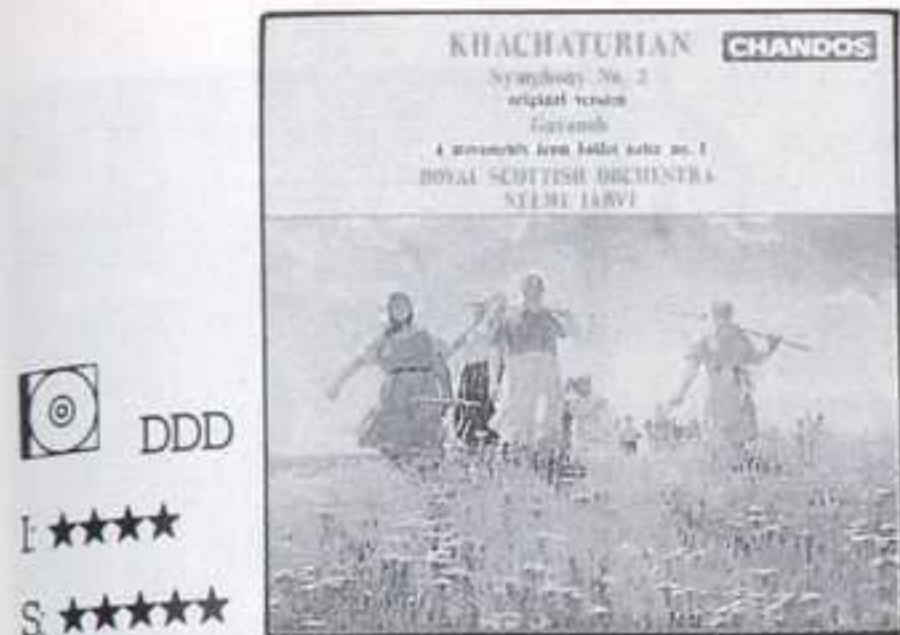 KHACHATURIAN
CHANDOS
Symphony No. 2
original version
Gayaneh
4 movements from ballet suite no. 1
ROYAL SCOTTISH ORCHESTRA
NEEME JÄRVI
DDD
I: ★★★★
S: ★★★★★